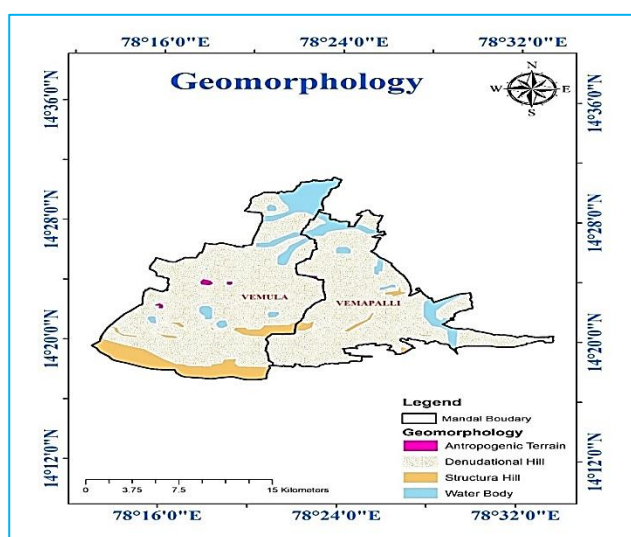 78°16'0"E 78°24'0"E 78°32'0"E
Geomorphology
N
W E
S
14°36'0"N 14°36'0"N
14°28'0"N 14°28'0"N
VEMULA VEMAPALLI
14°20'0"N 14°20'0"N
Legend
Mandal Boudary
Geomorphology
Antropogenic Terrain
14°12'0"N 14°12'0"N
Denudational Hill
Structura Hill
Water Body
0 3.75 7.5 15 Kilometers
78°16'0"E 78°24'0"E 78°32'0"E